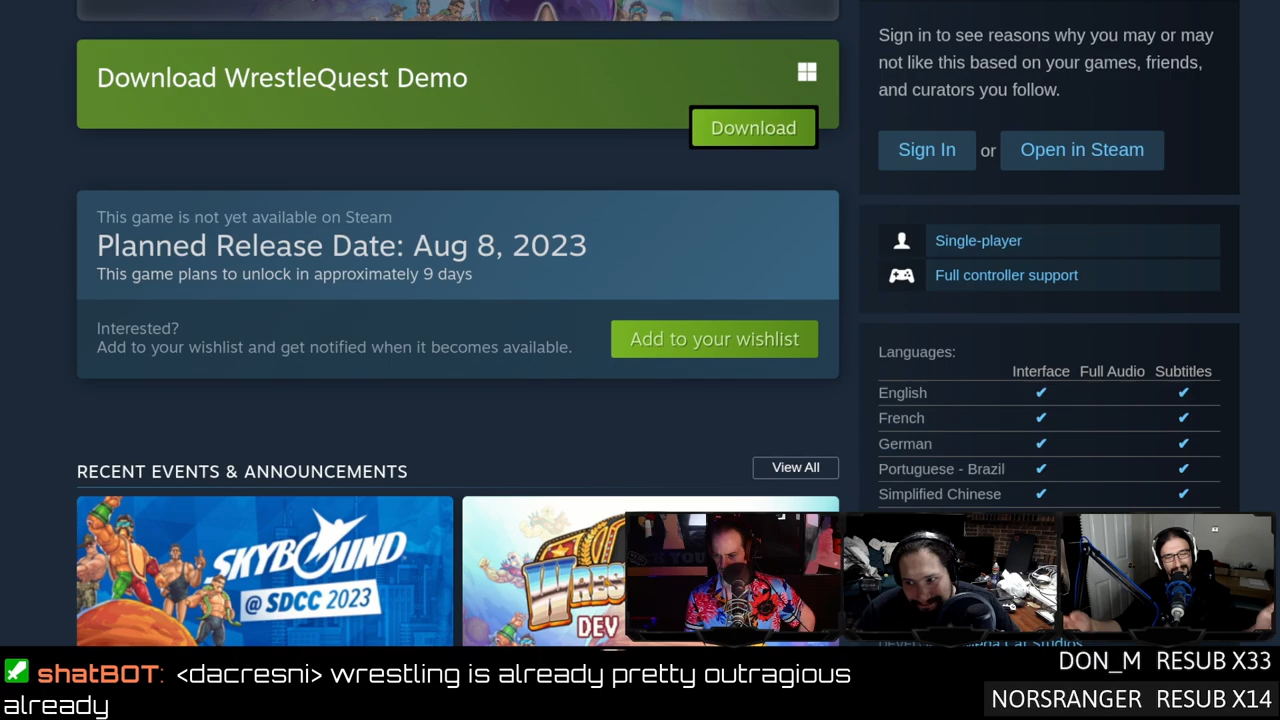 Download WrestleQuest Demo
Download
This game is not yet available on Steam
Planned Release Date: Aug 8, 2023
This game plans to unlock in approximately 9 days
Interested?
Add to your wishlist and get notified when it becomes available.
Add to your wishlist
RECENT EVENTS & ANNOUNCEMENTS
View All
SKYBOUND
@ SDCC 2023
WRES
DEV
Sign in to see reasons why you may or may
not like this based on your games, friends,
and curators you follow.
Sign In or Open in Steam
Single-player
Full controller support
Languages:
Interface Full Audio Subtitles
English ✔ ✔
French ✔ ✔
German ✔ ✔
Portuguese - Brazil ✔ ✔
Simplified Chinese ✔ ✔
shatBOT: <dacresni> wrestling is already pretty outragious
already
DON_M RESUB X33
NORSRANGER RESUB X14